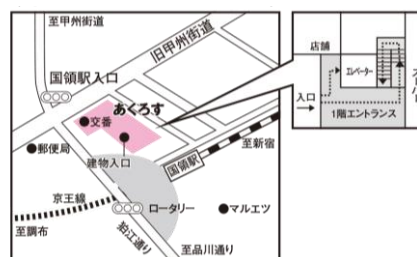 至甲州街道
旧甲州街道
国領駅入口
あくろす
交番
郵便局
建物入口
国領駅
至新宿
京王線
ロータリー
マルエツ
至調布
狛江通り
至品川通り
店舗
エレベーター
入口
1階エントランス